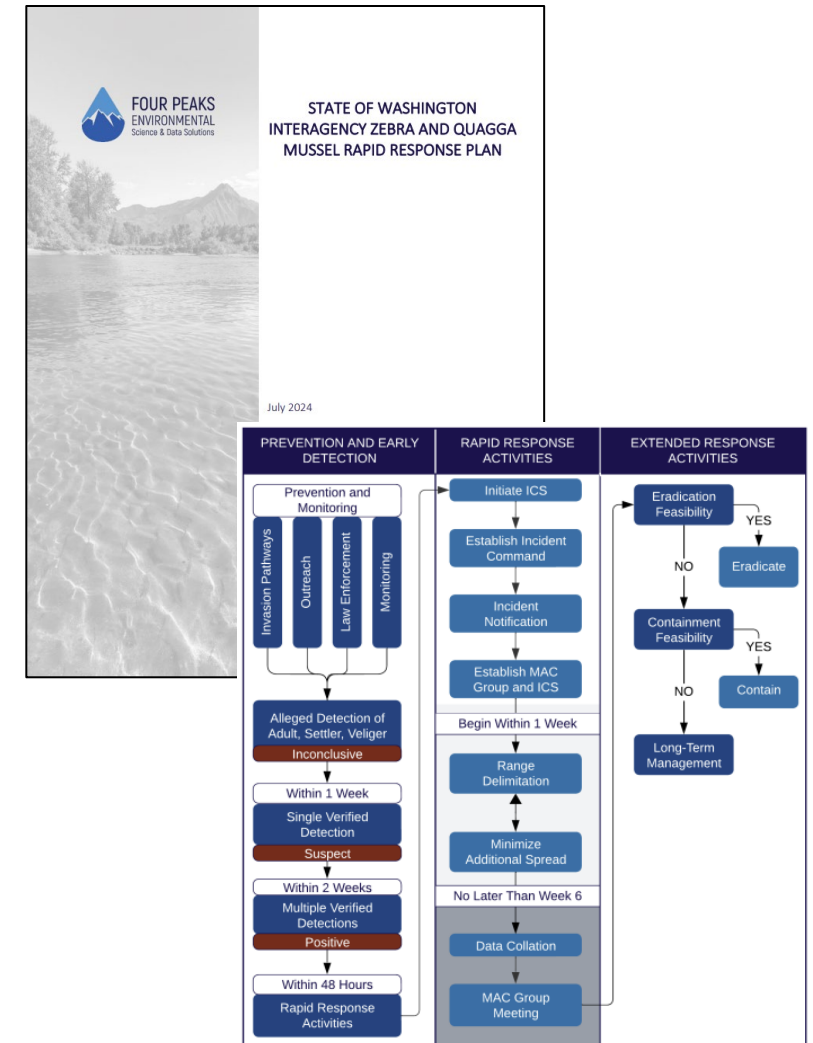 FOUR PEAKS
ENVIRONMENTAL
Science & Data Solutions
STATE OF WASHINGTON
INTERAGENCY ZEBRA AND QUAGGA
MUSSEL RAPID RESPONSE PLAN
July 2024
PREVENTION AND EARLY
DETECTION
Prevention and
Monitoring
Invasion Pathways
Outreach
Law Enforcement
Monitoring
Alleged Detection of
Adult, Settler, Veliger
Inconclusive
Within 1 Week
Single Verified
Detection
Suspect
Within 2 Weeks
Multiple Verified
Detections
Positive
Within 48 Hours
Rapid Response
Activities
RAPID RESPONSE
ACTIVITIES
Initiate ICS
Establish Incident
Command
Incident
Notification
Establish MAC
Group and ICS
Begin Within 1 Week
Range
Delimitation
Minimize
Additional Spread
No Later Than Week 6
Data Collation
MAC Group
Meeting
EXTENDED RESPONSE
ACTIVITIES
Eradication
Feasibility
YES
Eradicate
NO
Containment
Feasibility
YES
Contain
NO
Long-Term
Management